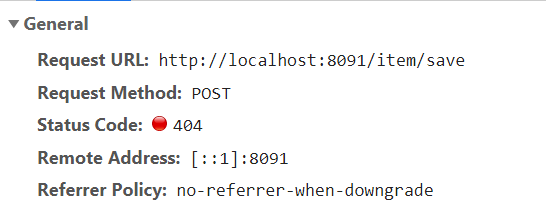 General
Request URL: http://localhost:8091/item/save
Request Method: POST
Status Code: 404
Remote Address: [::1]:8091
Referrer Policy: no-referrer-when-downgrade